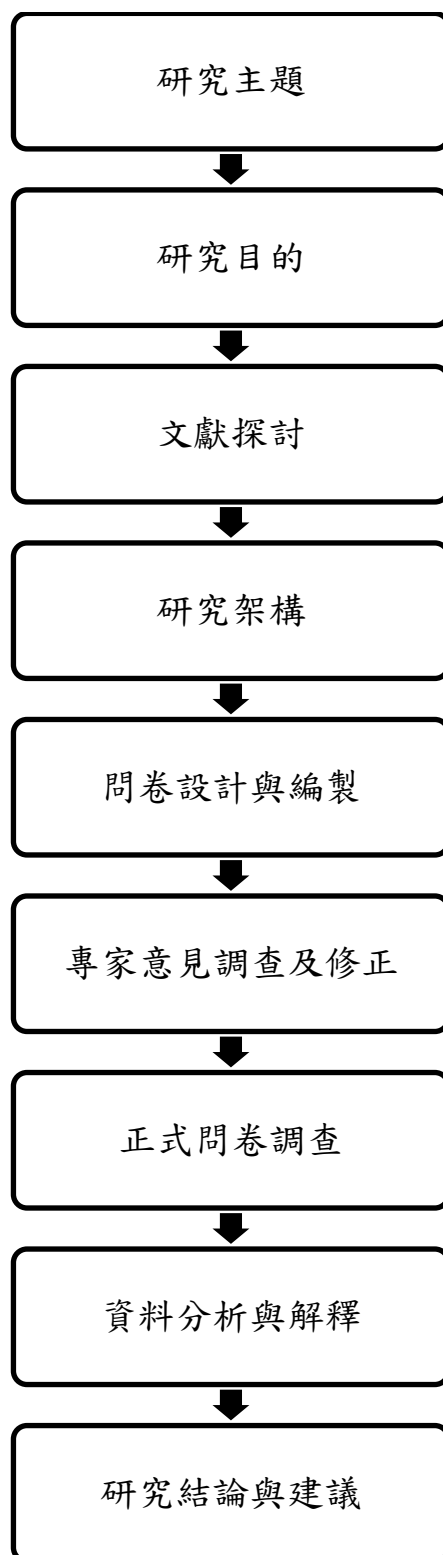 研究主題
研究目的
文獻探討
研究架構
問卷設計與編製
專家意見調查及修正
正式問卷調查
資料分析與解釋
研究結論與建議